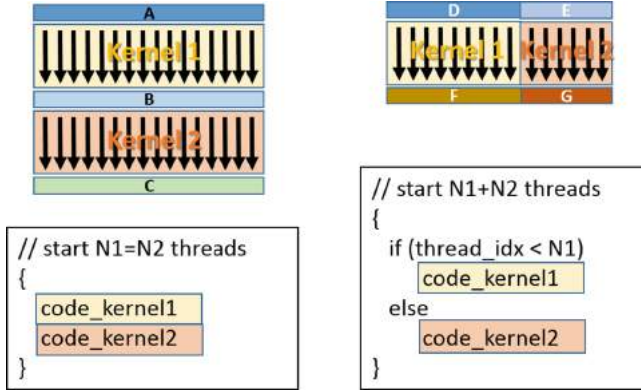 A
Kernel 1
B
Kernel 2
C
D E
Kernel 1 Kernel 2
F G
// start N1=N2 threads
{
code_kernel1
code_kernel2
}
// start N1+N2 threads
{
if (thread_idx < N1)
code_kernel1
else
code_kernel2
}